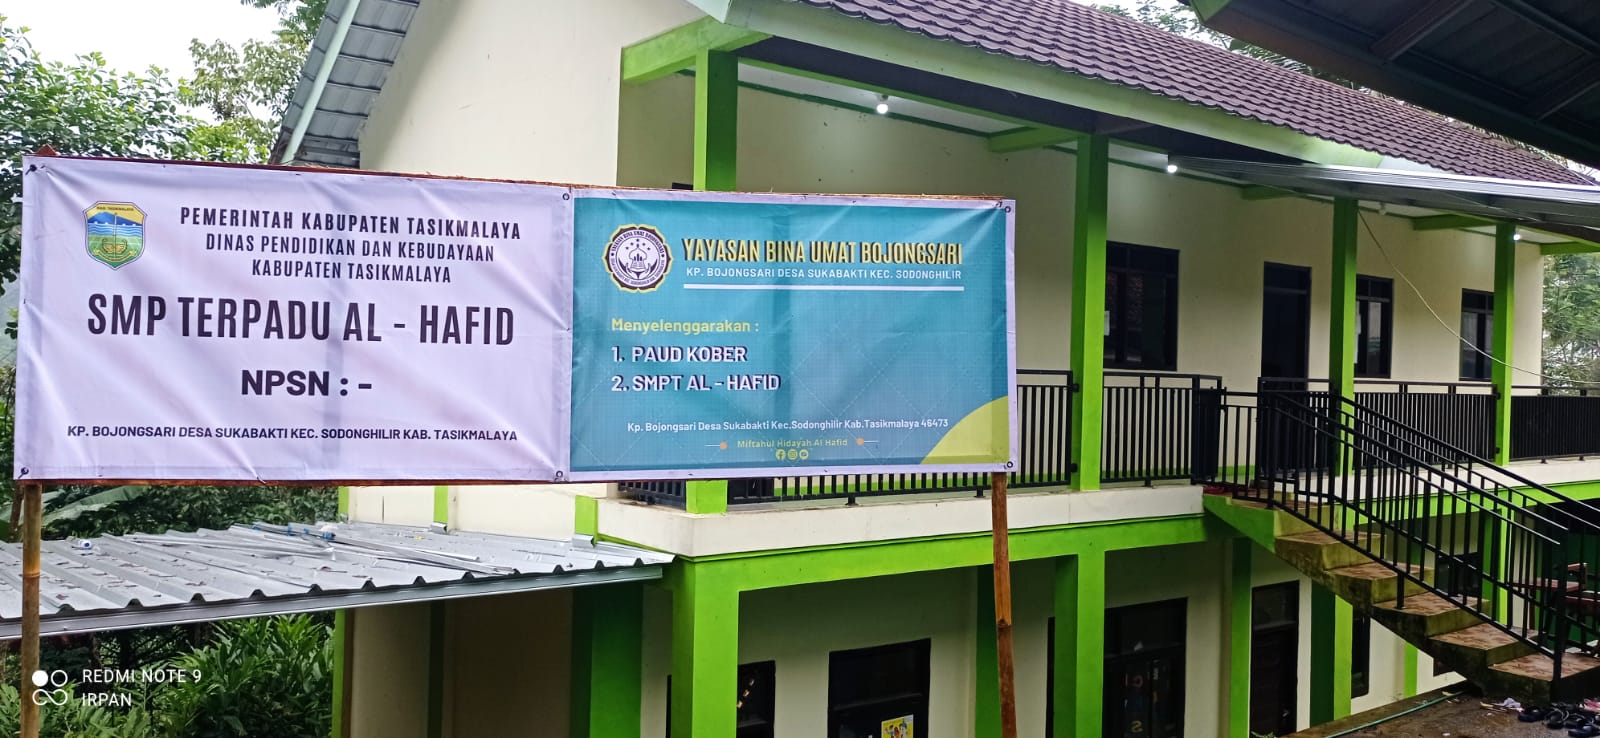 KAB. TASIKMALAYA
PEMERINTAH KABUPATEN TASIKMALAYA
DINAS PENDIDIKAN DAN KEBUDAYAAN
KABUPATEN TASIKMALAYA
SMP TERPADU AL - HAFID
NPSN : -
KP. BOJONGSARI DESA SUKABAKTI KEC. SODONGHILIR KAB. TASIKMALAYA
YAYASAN BINA UMAT BOJONGSARI
KP. BOJONGSARI DESA SUKABAKTI KEC. SODONGHILIR
Menyelenggarakan :
1. PAUD KOBER
2. SMPT AL - HAFID
Kp. Bojongsari Desa Sukabakti Kec.Sodonghilir Kab.Tasikmalaya 46473
Miftahul Hidayah Al Hafid
REDMI NOTE 9
IRPAN